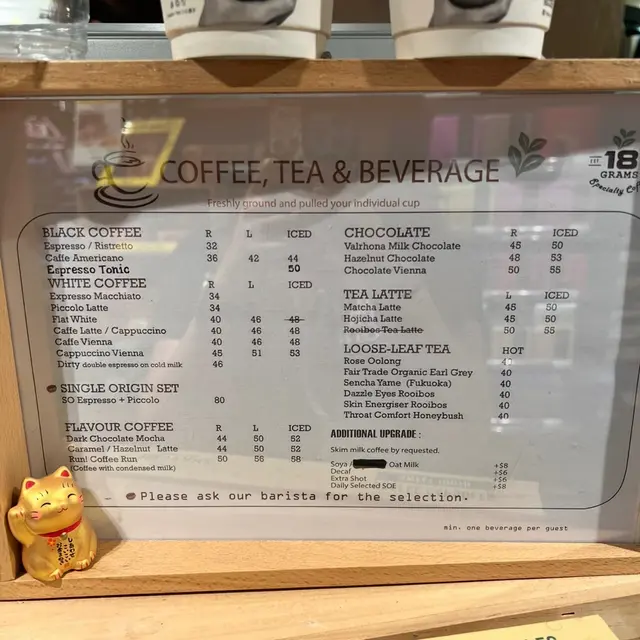 COFFEE, TEA & BEVERAGE
Freshly ground and pulled your individual cup
EST. 18
GRAMS
Specialty
BLACK COFFEE R L ICED
Espresso / Ristretto 32
Caffe Americano 36 42 44
Espresso Tonic 50
WHITE COFFEE
Expresso Macchiato 34
Piccolo Latte 34
Flat White 40 46 48
Caffe Latte / Cappuccino 40 46 48
Caffe Vienna 40 46 48
Cappuccino Vienna 45 51 53
Dirty double espresso on cold milk 46
SINGLE ORIGIN SET
SO Espresso + Piccolo 80
FLAVOUR COFFEE R L ICED
Dark Chocolate Mocha 44 50 52
Caramel / Hazelnut Latte 44 50 52
Run! Coffee Run 50 56 58
(Coffee with condensed milk)
CHOCOLATE R ICED
Valrhona Milk Chocolate 45 50
Hazelnut Chocolate 48 53
Chocolate Vienna 50 55
TEA LATTE L ICED
Matcha Latte 45 50
Hojicha Latte 45 50
Rooibos Tea Latte 50 55
LOOSE-LEAF TEA HOT
Rose Oolong
Fair Trade Organic Earl Grey 40
Sencha Yame (Fukuoka) 40
Dazzle Eyes Rooibos 40
Skin Energiser Rooibos 40
Throat Comfort Honeybush 40
ADDITIONAL UPGRADE :
Skim milk coffee by requested.
Soya / Oat Milk +$8
Decaf +$6
Extra Shot +$6
Daily Selected SOE +$8
Please ask our barista for the selection.
min. one beverage per guest